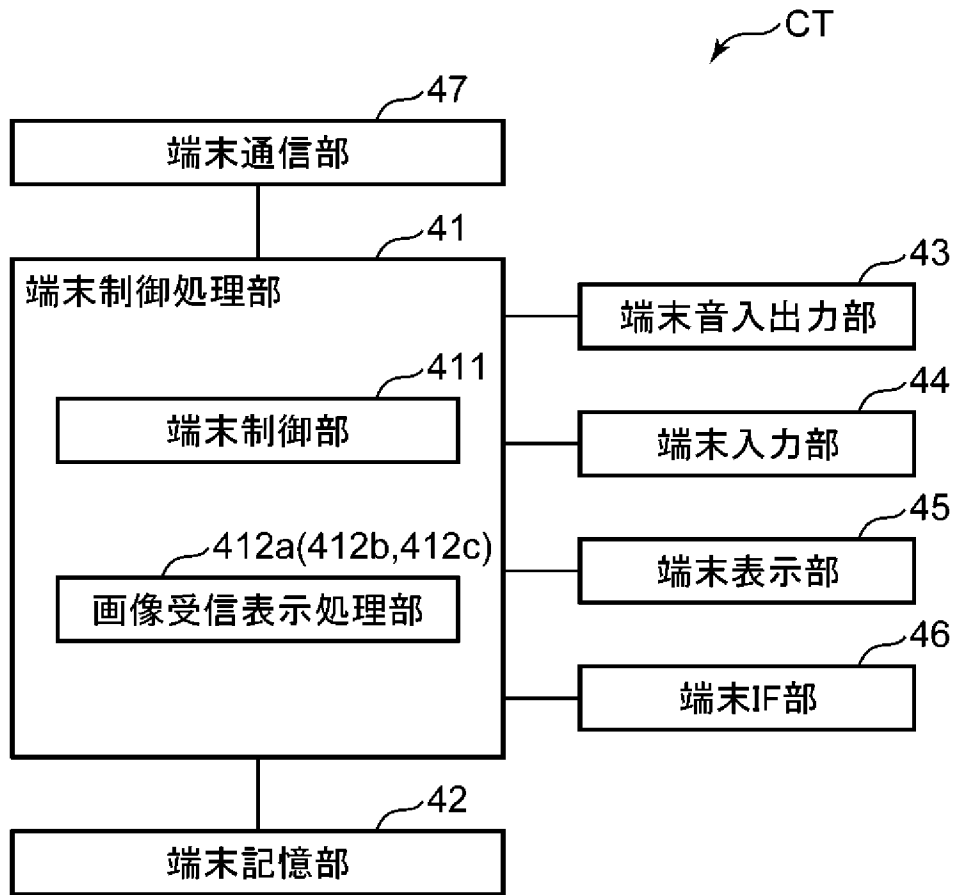 CT
47
端末通信部
41
端末制御処理部
43
端末音入出力部
411
端末制御部
44
端末入力部
412a(412b,412c)
画像受信表示処理部
45
端末表示部
46
端末IF部
42
端末記憶部